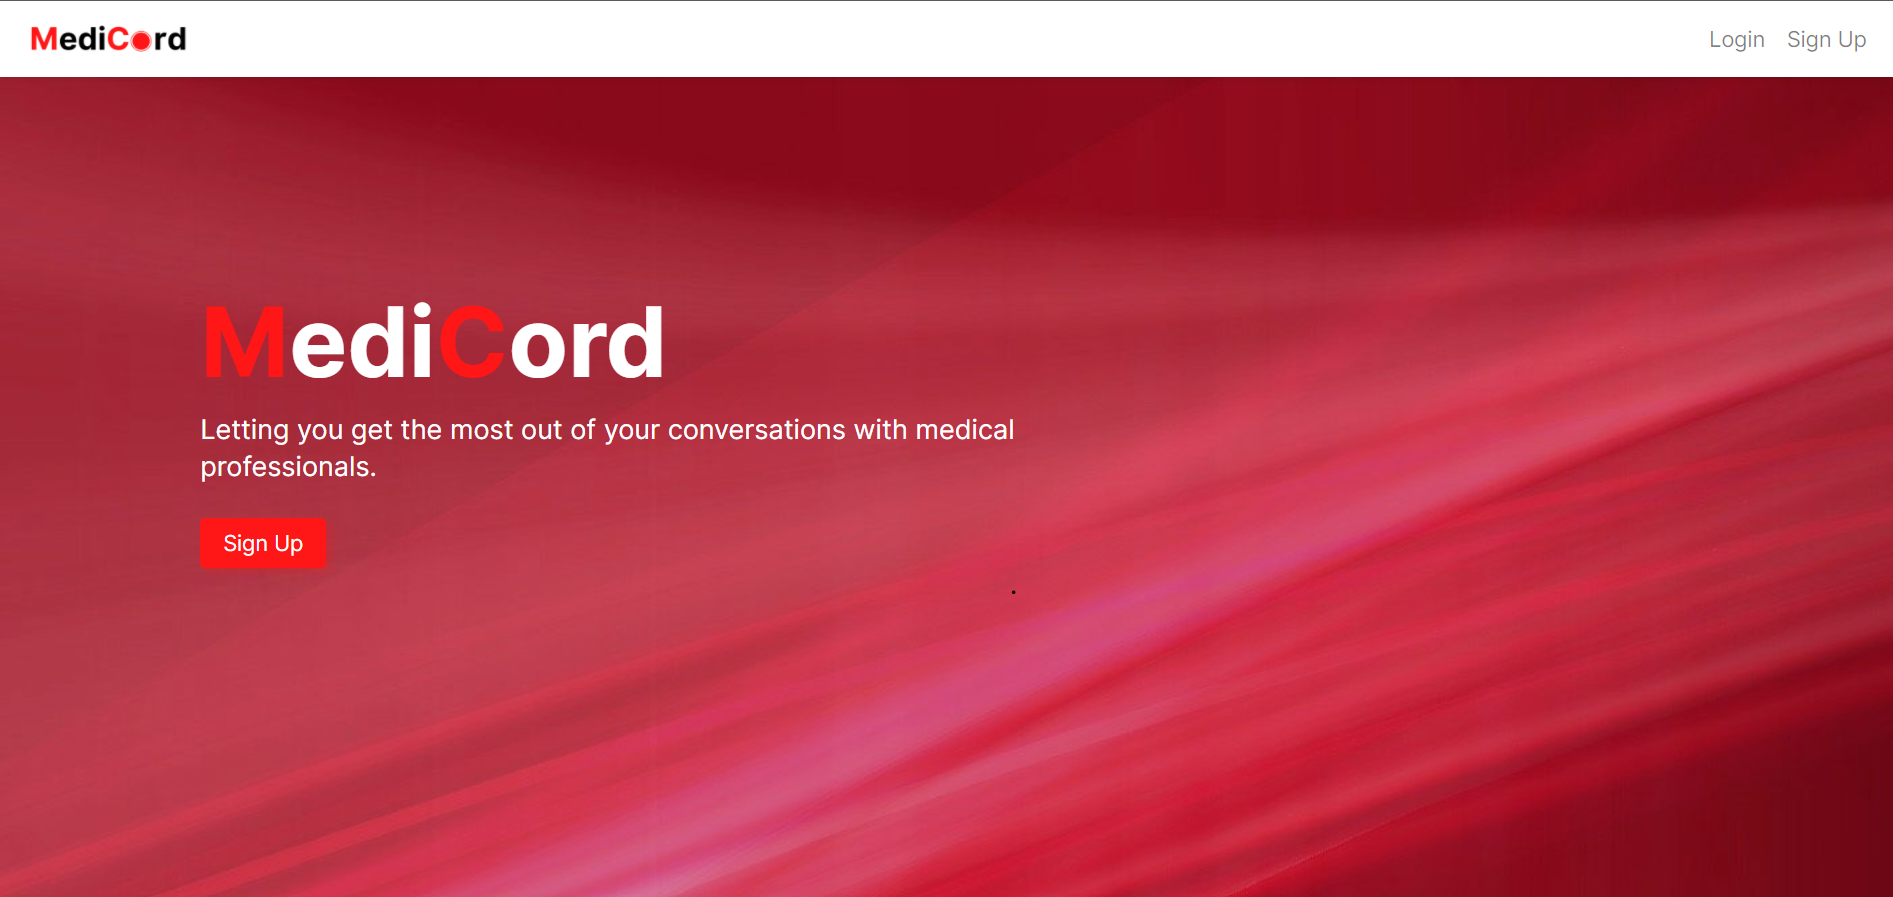 MediCord
Login Sign Up
MediCord
Letting you get the most out of your conversations with medical
professionals.
Sign Up